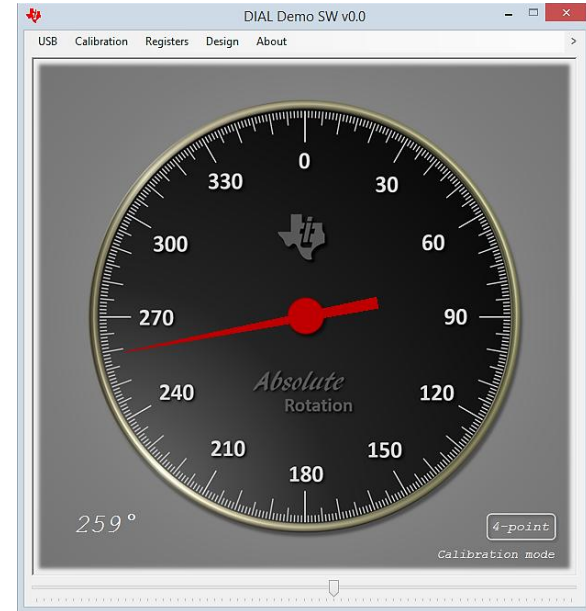 DIAL Demo SW v0.0
USB Calibration Registers Design About >
0
330 30
300 60
270 90
240 120
210 150
180
Absolute
Rotation
259°
4-point
Calibration mode